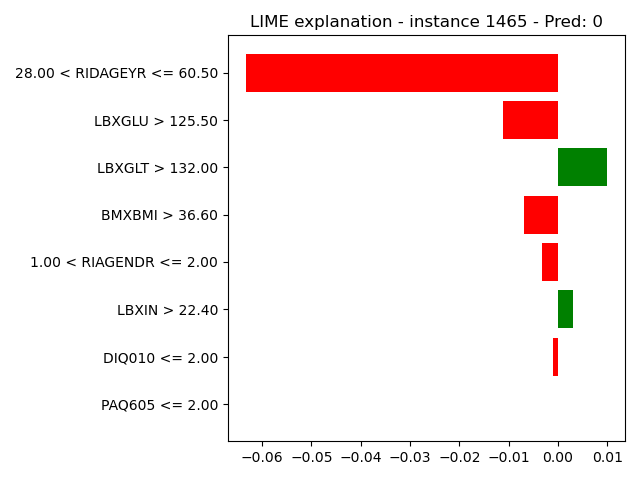 LIME explanation - instance 1465 - Pred: 0
28.00 < RIDAGEYR <= 60.50
LBXGLU > 125.50
LBXGLT > 132.00
BMXBMI > 36.60
1.00 < RIAGENDR <= 2.00
LBXIN > 22.40
DIQ010 <= 2.00
PAQ605 <= 2.00
−0.06 −0.05 −0.04 −0.03 −0.02 −0.01 0.00 0.01